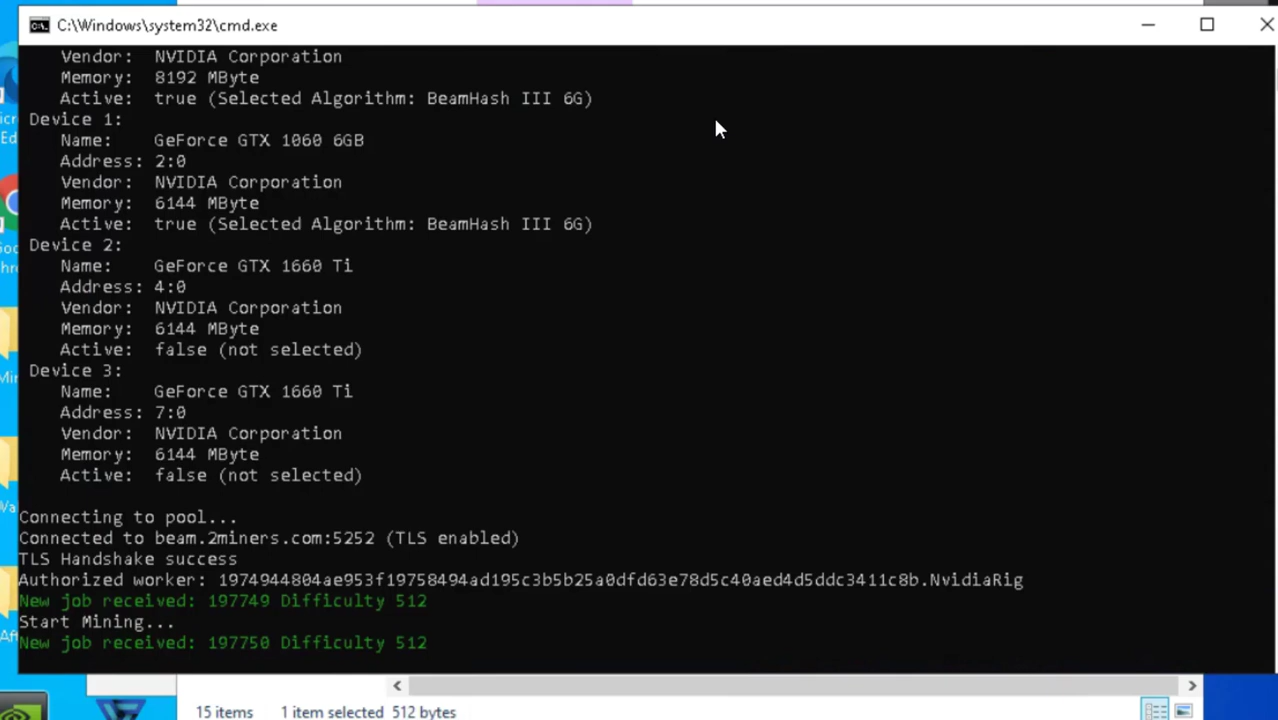 C:\Windows\system32\cmd.exe
Vendor: NVIDIA Corporation
Memory: 8192 MByte
Active: true (Selected Algorithm: BeamHash III 6G)
Device 1:
Name: GeForce GTX 1060 6GB
Address: 2:0
Vendor: NVIDIA Corporation
Memory: 6144 MByte
Active: true (Selected Algorithm: BeamHash III 6G)
Device 2:
Name: GeForce GTX 1660 Ti
Address: 4:0
Vendor: NVIDIA Corporation
Memory: 6144 MByte
Active: false (not selected)
Device 3:
Name: GeForce GTX 1660 Ti
Address: 7:0
Vendor: NVIDIA Corporation
Memory: 6144 MByte
Active: false (not selected)
Connecting to pool...
Connected to beam.2miners.com:5252 (TLS enabled)
TLS Handshake success
Authorized worker: 1974944804ae953f19758494ad195c3b5b25a0dfd63e78d5c40aed4d5ddc3411c8b.NvidiaRig
New job received: 197749 Difficulty 512
Start Mining...
New job received: 197750 Difficulty 512
15 items 1 item selected 512 bytes